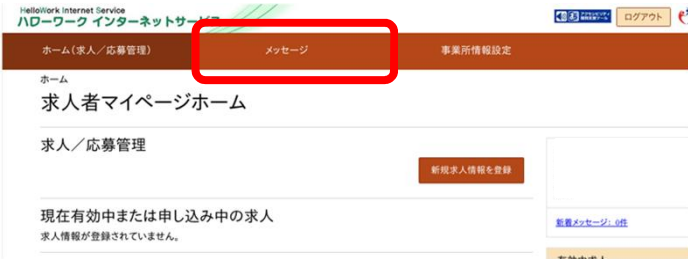 HelloWork Internet Service
ハローワーク インターネットサービス
ログアウト
ホーム(求人/応募管理)
メッセージ
事業所情報設定
ホーム
求人者マイページホーム
求人/応募管理
新規求人情報を登録
現在有効中または申し込み中の求人
求人情報が登録されていません。
新着メッセージ: 0件
有効中求人